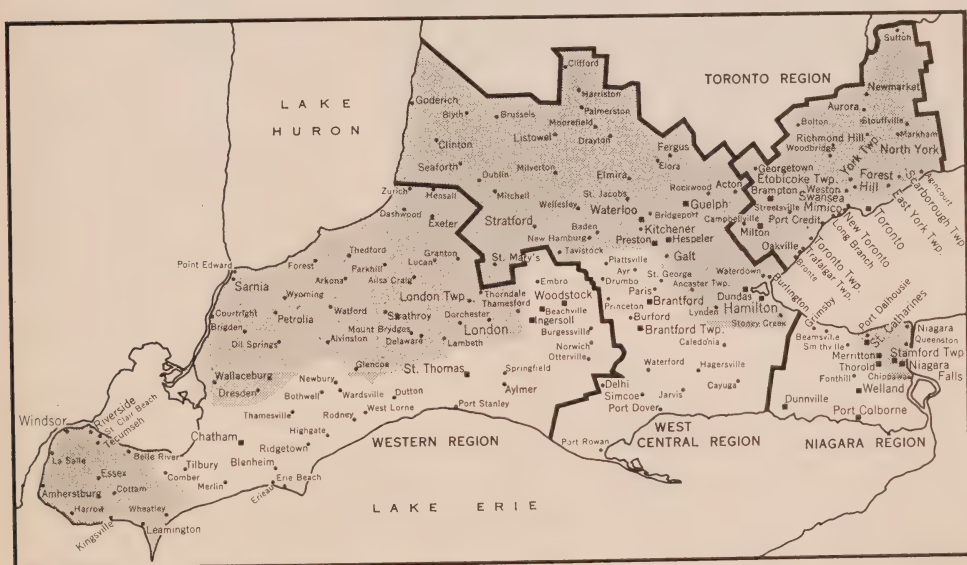 LAKE HURON
TORONTO REGION
Sutton
Clifford
Newmarket
Harriston
Goderich
Aurora
Palmerston
Blyth
Brussels
Bolton
Stouffville
Moorefield
Listowel
Drayton
Richmond Hill
Markham
Clinton
Fergus
Woodbridge
York Twp.
North York
Seaforth
Milverton
Elora
Georgetown
Dublin
Elmira
Etobicoke Twp.
Forest Hill
Agincourt
Scarborough Twp.
Rockwood
Acton
Brampton
Weston
Zurich
Hensall
Mitchell
St. Jacobs
Swansea
East York Twp.
Wellesley
Guelph
Streetsville
Mimico
Dashwood
Exeter
Stratford
Waterloo
Bridgeport
Campbellville
Port Credit
Toronto
Baden
Kitchener
Milton
New Toronto
New Hamburg
Preston
Hespeler
Long Branch
Tavistock
Oakville
Toronto Twp.
Thedford
Granton
Galt
Trafalgar Twp.
Point Edward
Forest
Parkhill
Lucan
St. Mary's
Plattsville
Bronte
Sarnia
Arkona
Ailsa Craig
Ayr
St. George
Waterdown
Burlington
Embro
Drumbo
Ancaster Twp.
Port Dalhousie
Wyoming
London Twp.
Thorndale
Woodstock
Paris
Dundas
Grimsby
Thamesford
Princeton
Brantford
Hamilton
St. Catharines
Courtright
Petrolia
Watford
Strathroy
Dorchester
Beachville
Burford
Lynden
Niagara
Brigden
Mount Brydges
London
Ingersoll
Brantford Twp.
Stoney Creek
Beamsville
Queenston
Oil Springs
Alvinston
Delaware
Lambeth
Burgessville
Caledonia
Smithville
Merritton
Stamford Twp
Norwich
Thorold
Niagara Falls
Glencoe
St. Thomas
Springfield
Otterville
Waterford
Hagersville
Fonthill
Chippawa
Wallaceburg
Newbury
Dutton
Aylmer
Delhi
Cayuga
Welland
Dresden
Bothwell
Wardsville
Simcoe
Jarvis
Dunnville
Thamesville
West Lorne
Port Stanley
Port Dover
Port Colborne
Windsor
Riverside
St. Clair Beach
Rodney
Tecumseh
Chatham
Highgate
WESTERN REGION
Port Rowan
WEST CENTRAL REGION
NIAGARA REGION
Ridgetown
La Salle
Belle River
Tilbury
Blenheim
Essex
Comber
Erie Beach
Amherstburg
Cottam
Merlin
Erieau
Harrow
Wheatley
LAKE ERIE
Kingsville
Leamington